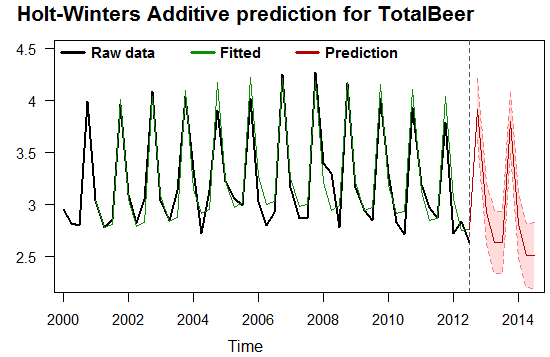 Holt-Winters Additive prediction for TotalBeer
Raw data Fitted Prediction
4.5
4
3.5
3
2.5
2000 2002 2004 2006 2008 2010 2012 2014
Time